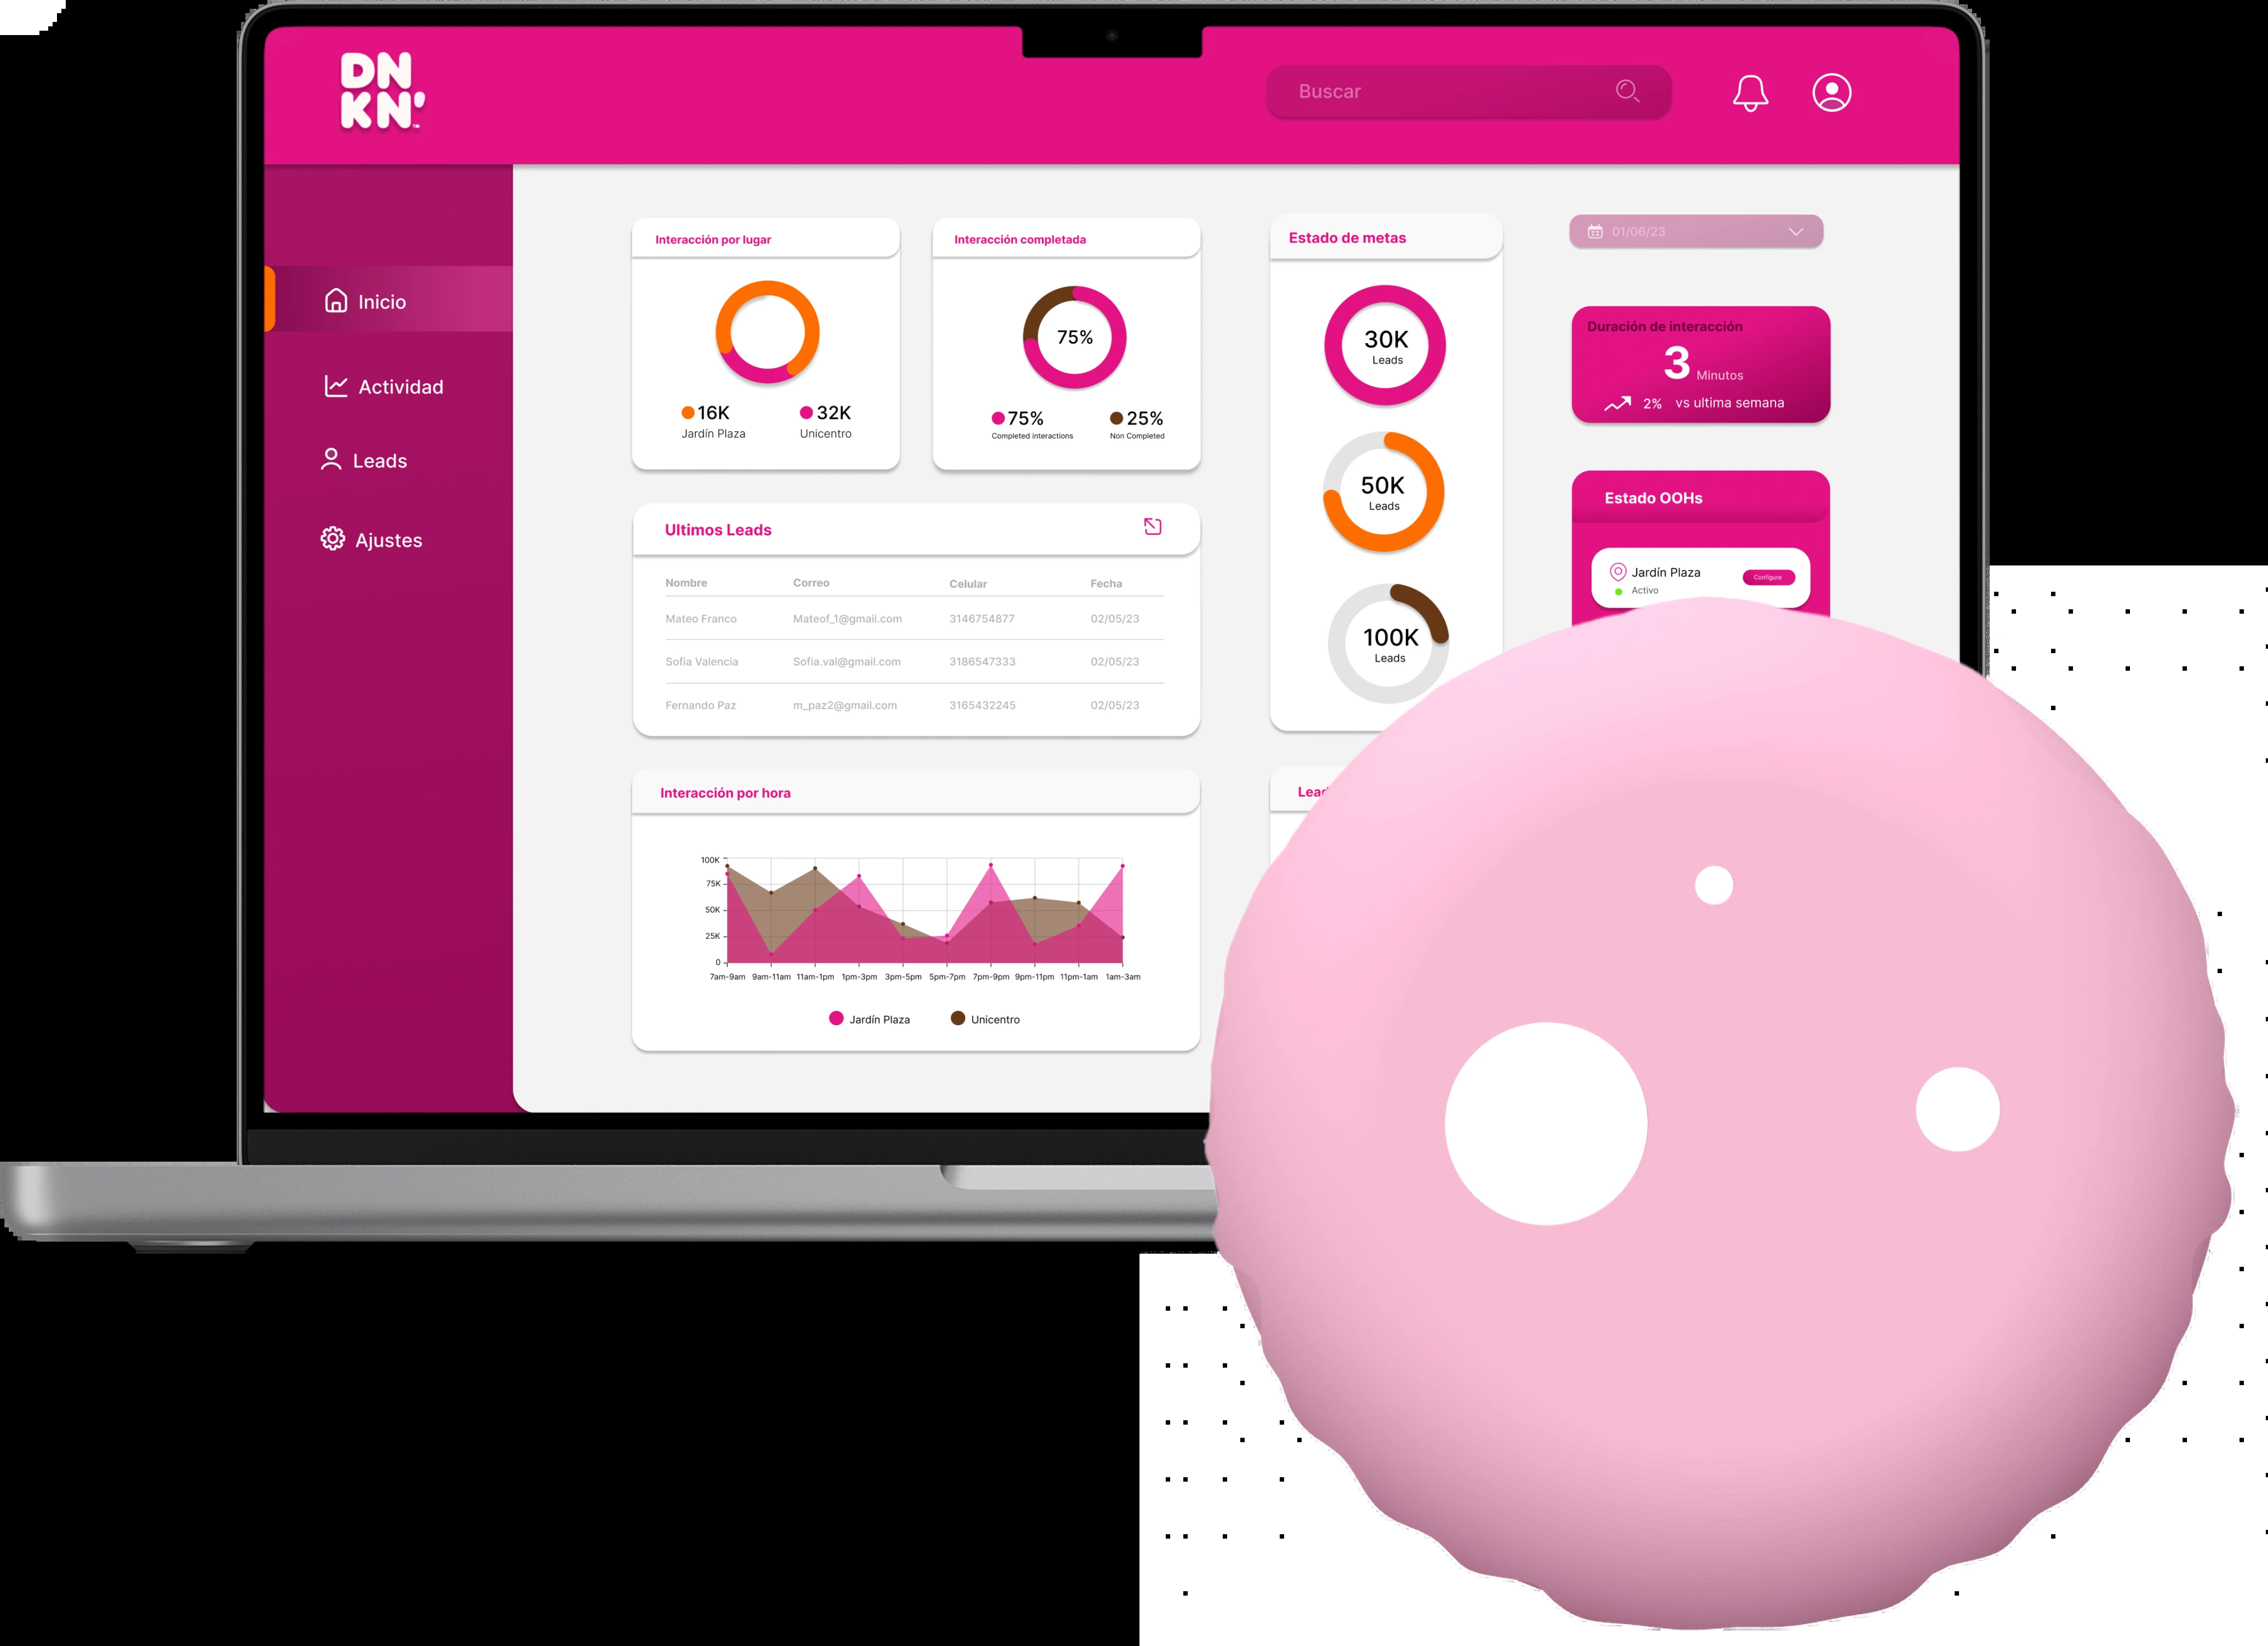 DN
KN'
Buscar
Inicio
Actividad
Leads
Ajustes
Interacción por lugar
16K
Jardín Plaza
32K
Unicentro
Interacción completada
75%
75%
Completed interactions
25%
Non Completed
Estado de metas
30K
Leads
50K
Leads
100K
Leads
01/06/23
Duración de interacción
3 Minutos
2% vs ultima semana
Estado OOHs
Jardín Plaza
Activo
Configure
Ultimos Leads
Nombre Correo Celular Fecha
Mateo Franco Mateof_1@gmail.com 3146754877 02/05/23
Sofia Valencia Sofia.val@gmail.com 3186547333 02/05/23
Fernando Paz m_paz2@gmail.com 3165432245 02/05/23
Interacción por hora
100K
75K
50K
25K
0
7am-9am 9am-11am 11am-1pm 1pm-3pm 3pm-5pm 5pm-7pm 7pm-9pm 9pm-11pm 11pm-1am 1am-3am
Jardín Plaza Unicentro